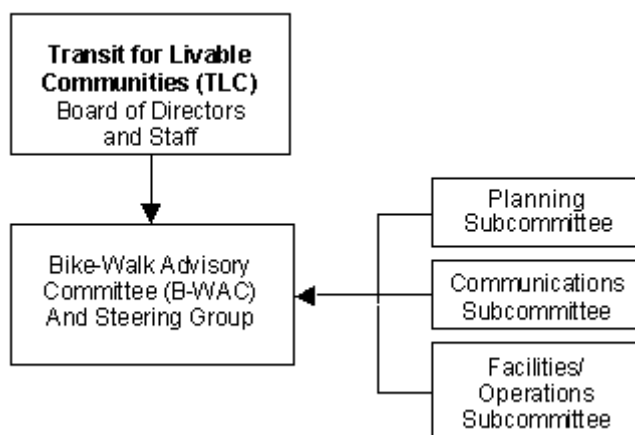 Transit for Livable
Communities (TLC)
Board of Directors
and Staff
Bike-Walk Advisory
Committee (B-WAC)
And Steering Group
Planning
Subcommittee
Communications
Subcommittee
Facilities/
Operations
Subcommittee